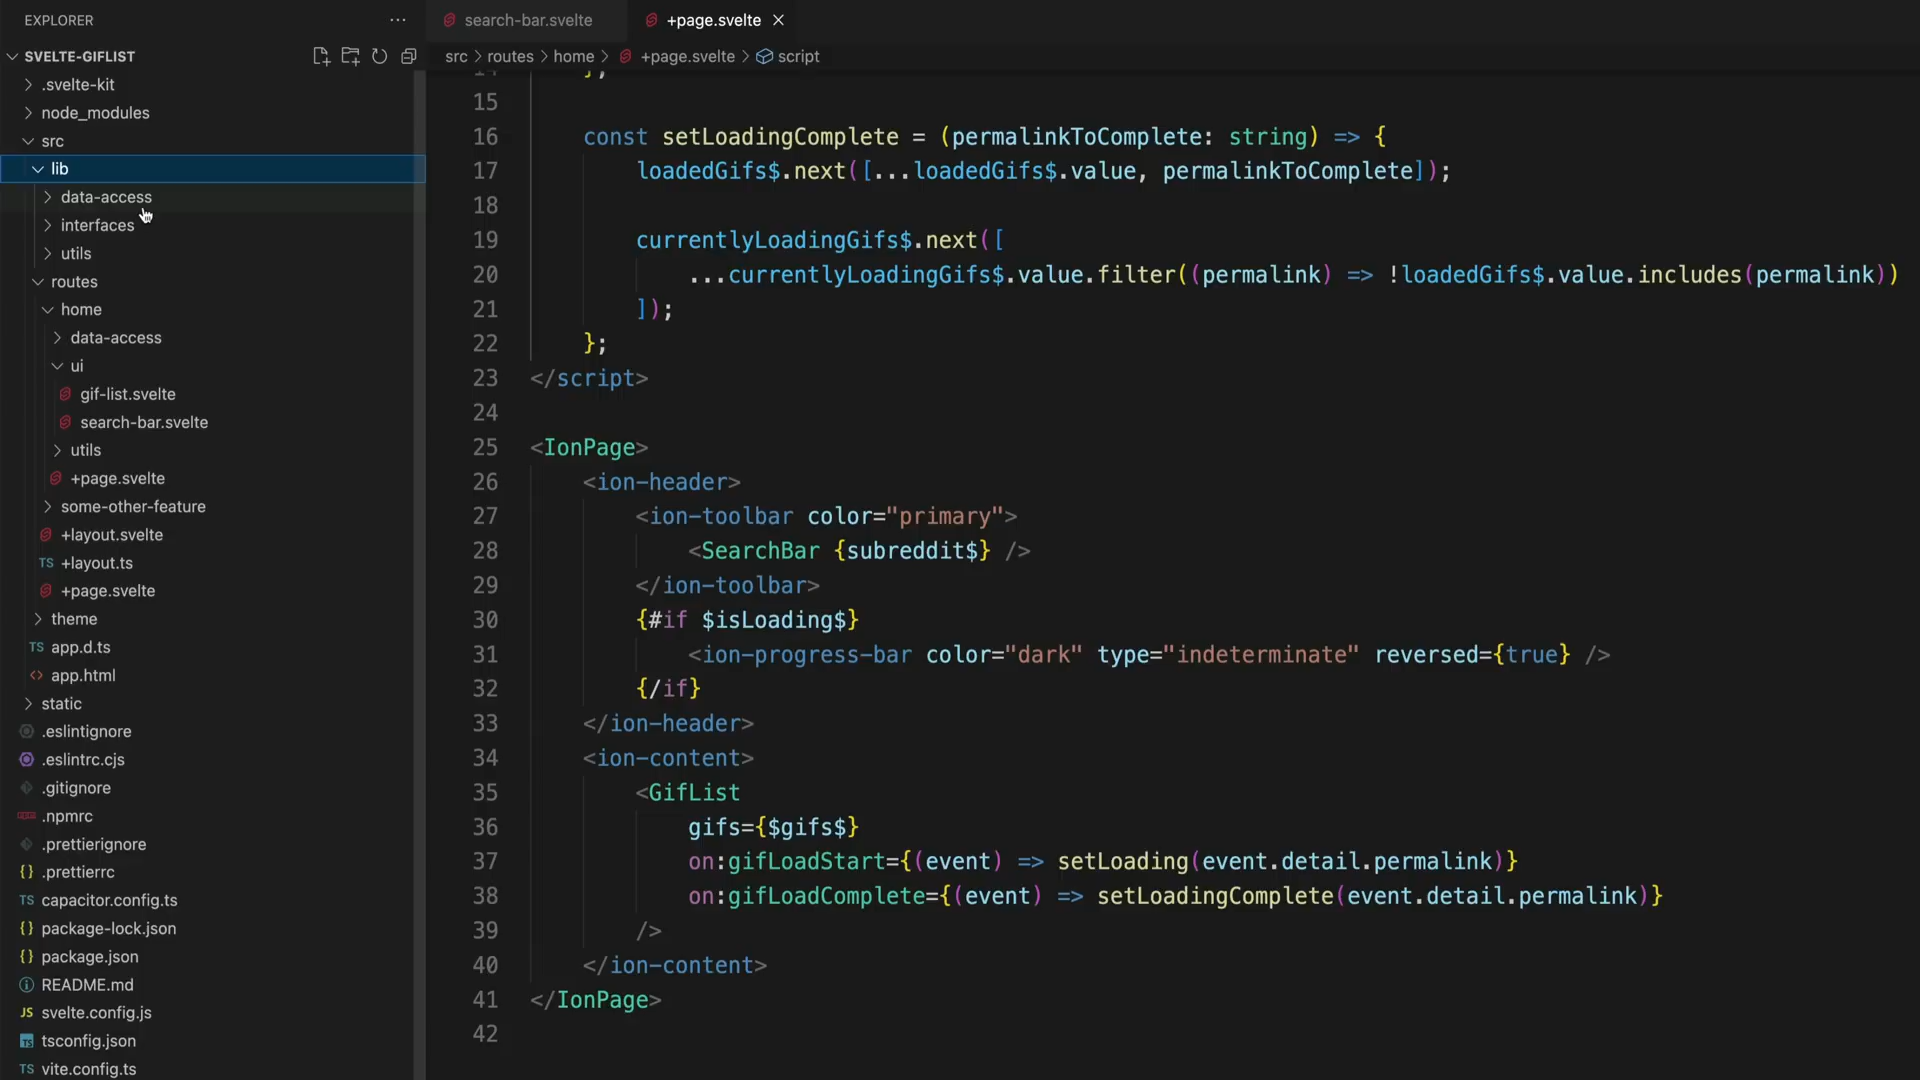 EXPLORER
SVELTE-GIFLIST
.svelte-kit
node_modules
src
lib
data-access
interfaces
utils
routes
home
data-access
ui
gif-list.svelte
search-bar.svelte
utils
+page.svelte
some-other-feature
+layout.svelte
TS +layout.ts
+page.svelte
theme
TS app.d.ts
<> app.html
static
.eslintignore
.eslintrc.cjs
.gitignore
.npmrc
.prettierignore
{} .prettierrc
TS capacitor.config.ts
{} package-lock.json
{} package.json
README.md
JS svelte.config.js
TS tsconfig.json
TS vite.config.ts
search-bar.svelte
+page.svelte
src > routes > home > +page.svelte > script
14 };
15
16 const setLoadingComplete = (permalinkToComplete: string) => {
17 loadedGifs$.next([...loadedGifs$.value, permalinkToComplete]);
18
19 currentlyLoadingGifs$.next([
20 ...currentlyLoadingGifs$.value.filter((permalink) => !loadedGifs$.value.includes(permalink))
21 ]);
22 };
23 </script>
24
25 <IonPage>
26 <ion-header>
27 <ion-toolbar color="primary">
28 <SearchBar {subreddit$} />
29 </ion-toolbar>
30 {#if $isLoading$}
31 <ion-progress-bar color="dark" type="indeterminate" reversed={true} />
32 {/if}
33 </ion-header>
34 <ion-content>
35 <GifList
36 gifs={$gifs$}
37 on:gifLoadStart={(event) => setLoading(event.detail.permalink)}
38 on:gifLoadComplete={(event) => setLoadingComplete(event.detail.permalink)}
39 />
40 </ion-content>
41 </IonPage>
42